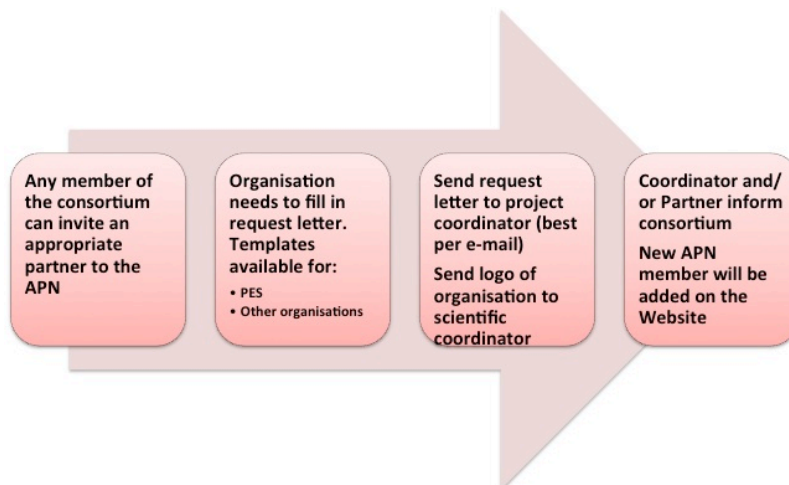 Any member of
the consortium
can invite an
appropriate
partner to the
APN
Organisation
needs to fill in
request letter.
Templates
available for:
• PES
• Other organisations
Send request
letter to project
coordinator (best
per e-mail)
Send logo of
organisation to
scientific
coordinator
Coordinator and/
or Partner inform
consortium
New APN
member will be
added on the
Website